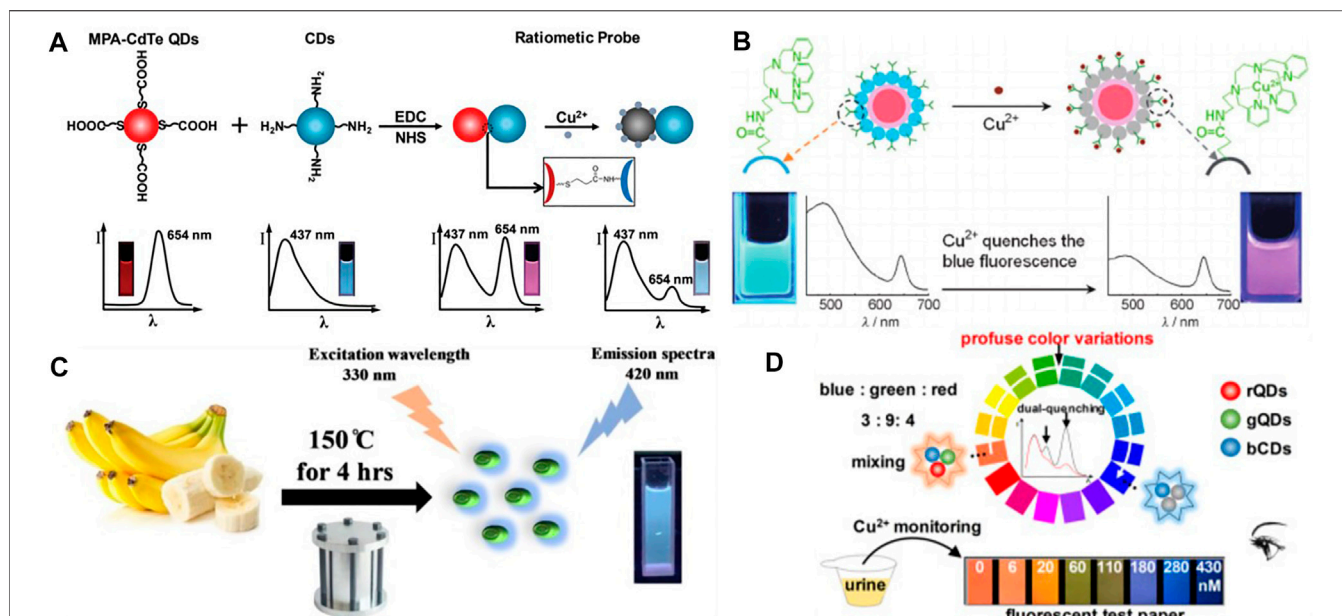 A
MPA-CdTe QDs
CDs
Ratiometic Probe
HOOC
HOOC
S
COOH
S
S
COOH
S
COOH
+
NH₂
H₂N
NH₂
NH₂
EDC
NHS
Cu²⁺
S
O
C
NH
I
654 nm
λ
I
437 nm
λ
I
437 nm
654 nm
λ
I
437 nm
654 nm
λ
B
N
N
N
N
N
N
HN
O
Cu²⁺
N
N
N
Cu²⁺
N
N
N
HN
O
Cu²⁺ quenches the
blue fluorescence
500 600 700
λ / nm
500 600 700
λ / nm
C
Excitation wavelength
330 nm
Emission spectra
420 nm
150℃
for 4 hrs
D
profuse color variations
blue : green : red
3 : 9: 4
mixing
dual-quenching
rQDs
gQDs
bCDs
Cu²⁺ monitoring
urine
0 6 20 60 110 180 280 430
nM
fluorescent test paper